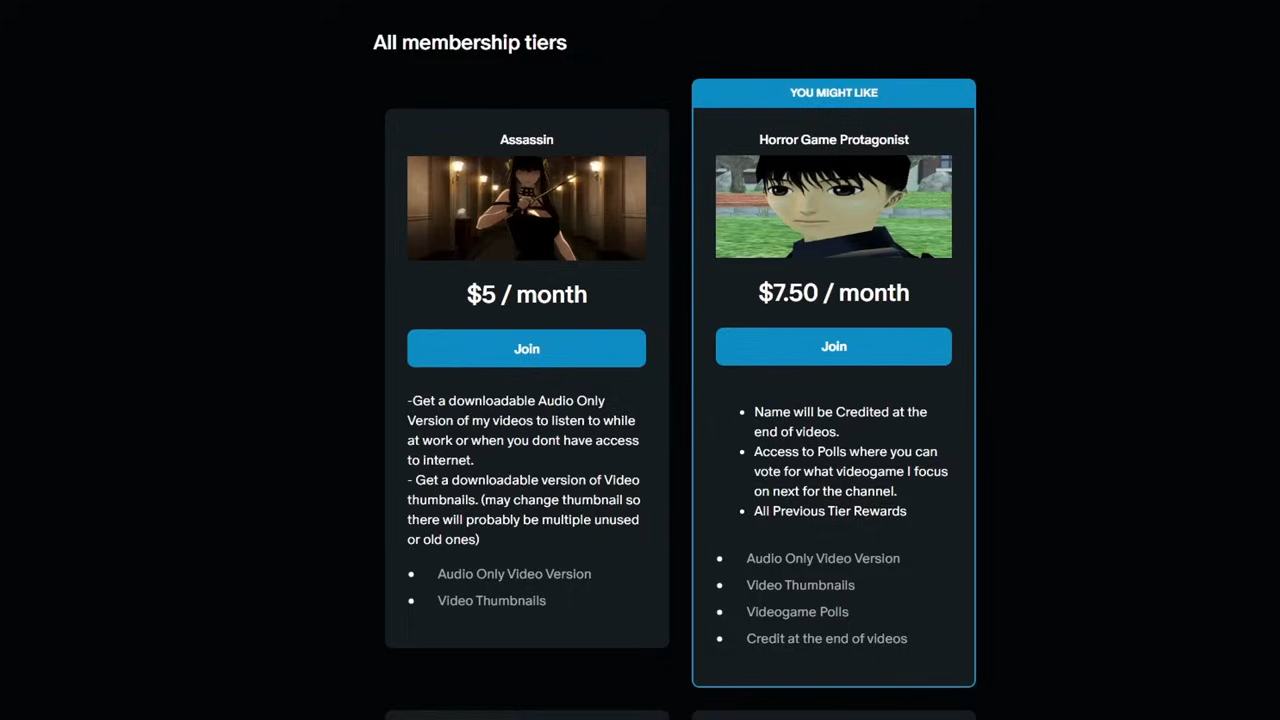 All membership tiers
Assassin
$5 / month
Join
-Get a downloadable Audio Only
Version of my videos to listen to while
at work or when you dont have access
to internet.
- Get a downloadable version of Video
thumbnails. (may change thumbnail so
there will probably be multiple unused
or old ones)
• Audio Only Video Version
• Video Thumbnails
YOU MIGHT LIKE
Horror Game Protagonist
$7.50 / month
Join
• Name will be Credited at the
end of videos.
• Access to Polls where you can
vote for what videogame I focus
on next for the channel.
• All Previous Tier Rewards
• Audio Only Video Version
• Video Thumbnails
• Videogame Polls
• Credit at the end of videos